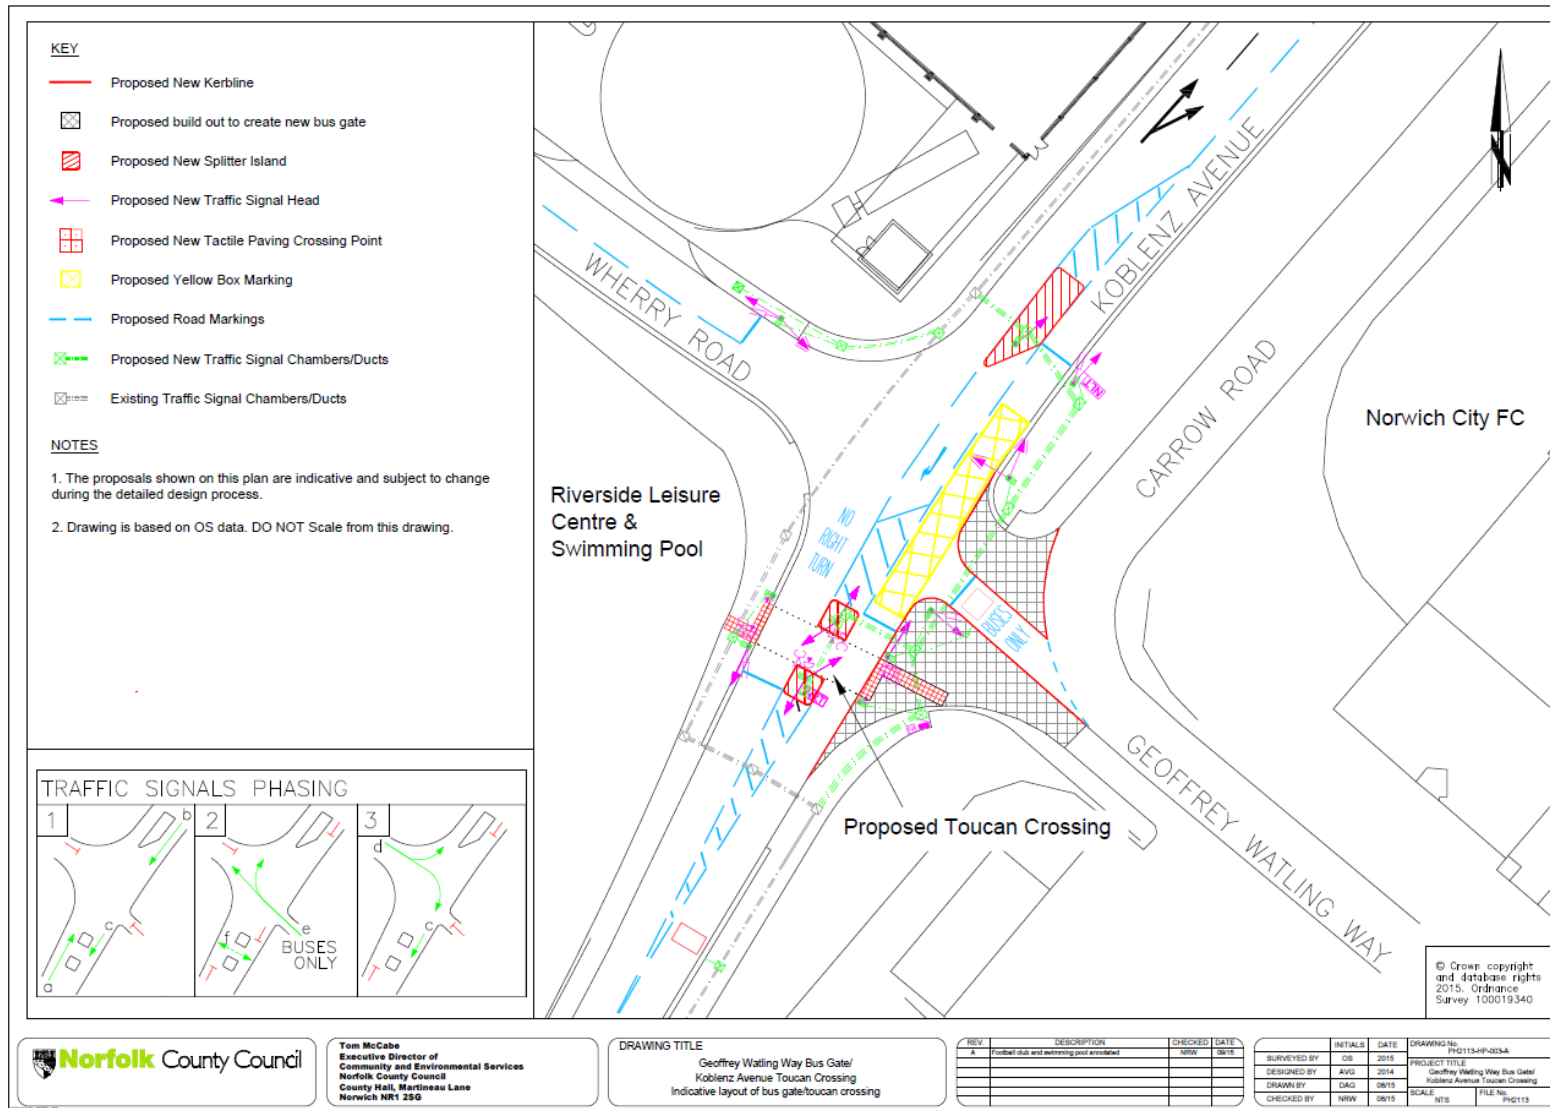 KEY
Proposed New Kerbline
Proposed build out to create new bus gate
Proposed New Splitter Island
Proposed New Traffic Signal Head
Proposed New Tactile Paving Crossing Point
Proposed Yellow Box Marking
Proposed Road Markings
Proposed New Traffic Signal Chambers/Ducts
Existing Traffic Signal Chambers/Ducts
NOTES
1. The proposals shown on this plan are indicative and subject to change
during the detailed design process.
2. Drawing is based on OS data. DO NOT Scale from this drawing.
TRAFFIC SIGNALS PHASING
1
b
c
a
2
f
e
BUSES
ONLY
3
d
c
WHERRY ROAD
KOBLENZ AVENUE
CARROW ROAD
Norwich City FC
Riverside Leisure
Centre &
Swimming Pool
NO
RIGHT
TURN
NLT
BUSES
ONLY
GEOFFREY WATLING WAY
Proposed Toucan Crossing
N
© Crown copyright
and database rights
2015. Ordnance
Survey 100019340
Norfolk County Council
Tom McCabe
Executive Director of
Community and Environmental Services
Norfolk County Council
County Hall, Martineau Lane
Norwich NR1 2SG
DRAWING TITLE
Geoffrey Watling Way Bus Gate/
Koblenz Avenue Toucan Crossing
Indicative layout of bus gate/toucan crossing
REV. DESCRIPTION CHECKED DATE
A Football club and swimming pool annotated NRW 09/15
INITIALS DATE
SURVEYED BY OS 2015
DESIGNED BY AVG 2014
DRAWN BY DAG 08/15
CHECKED BY NRW 08/15
DRAWING No.
PH2113-HP-003-A
PROJECT TITLE
Geoffrey Watling Way Bus Gate/
Koblenz Avenue Toucan Crossing
SCALE
NTS
FILE No.
PH2113